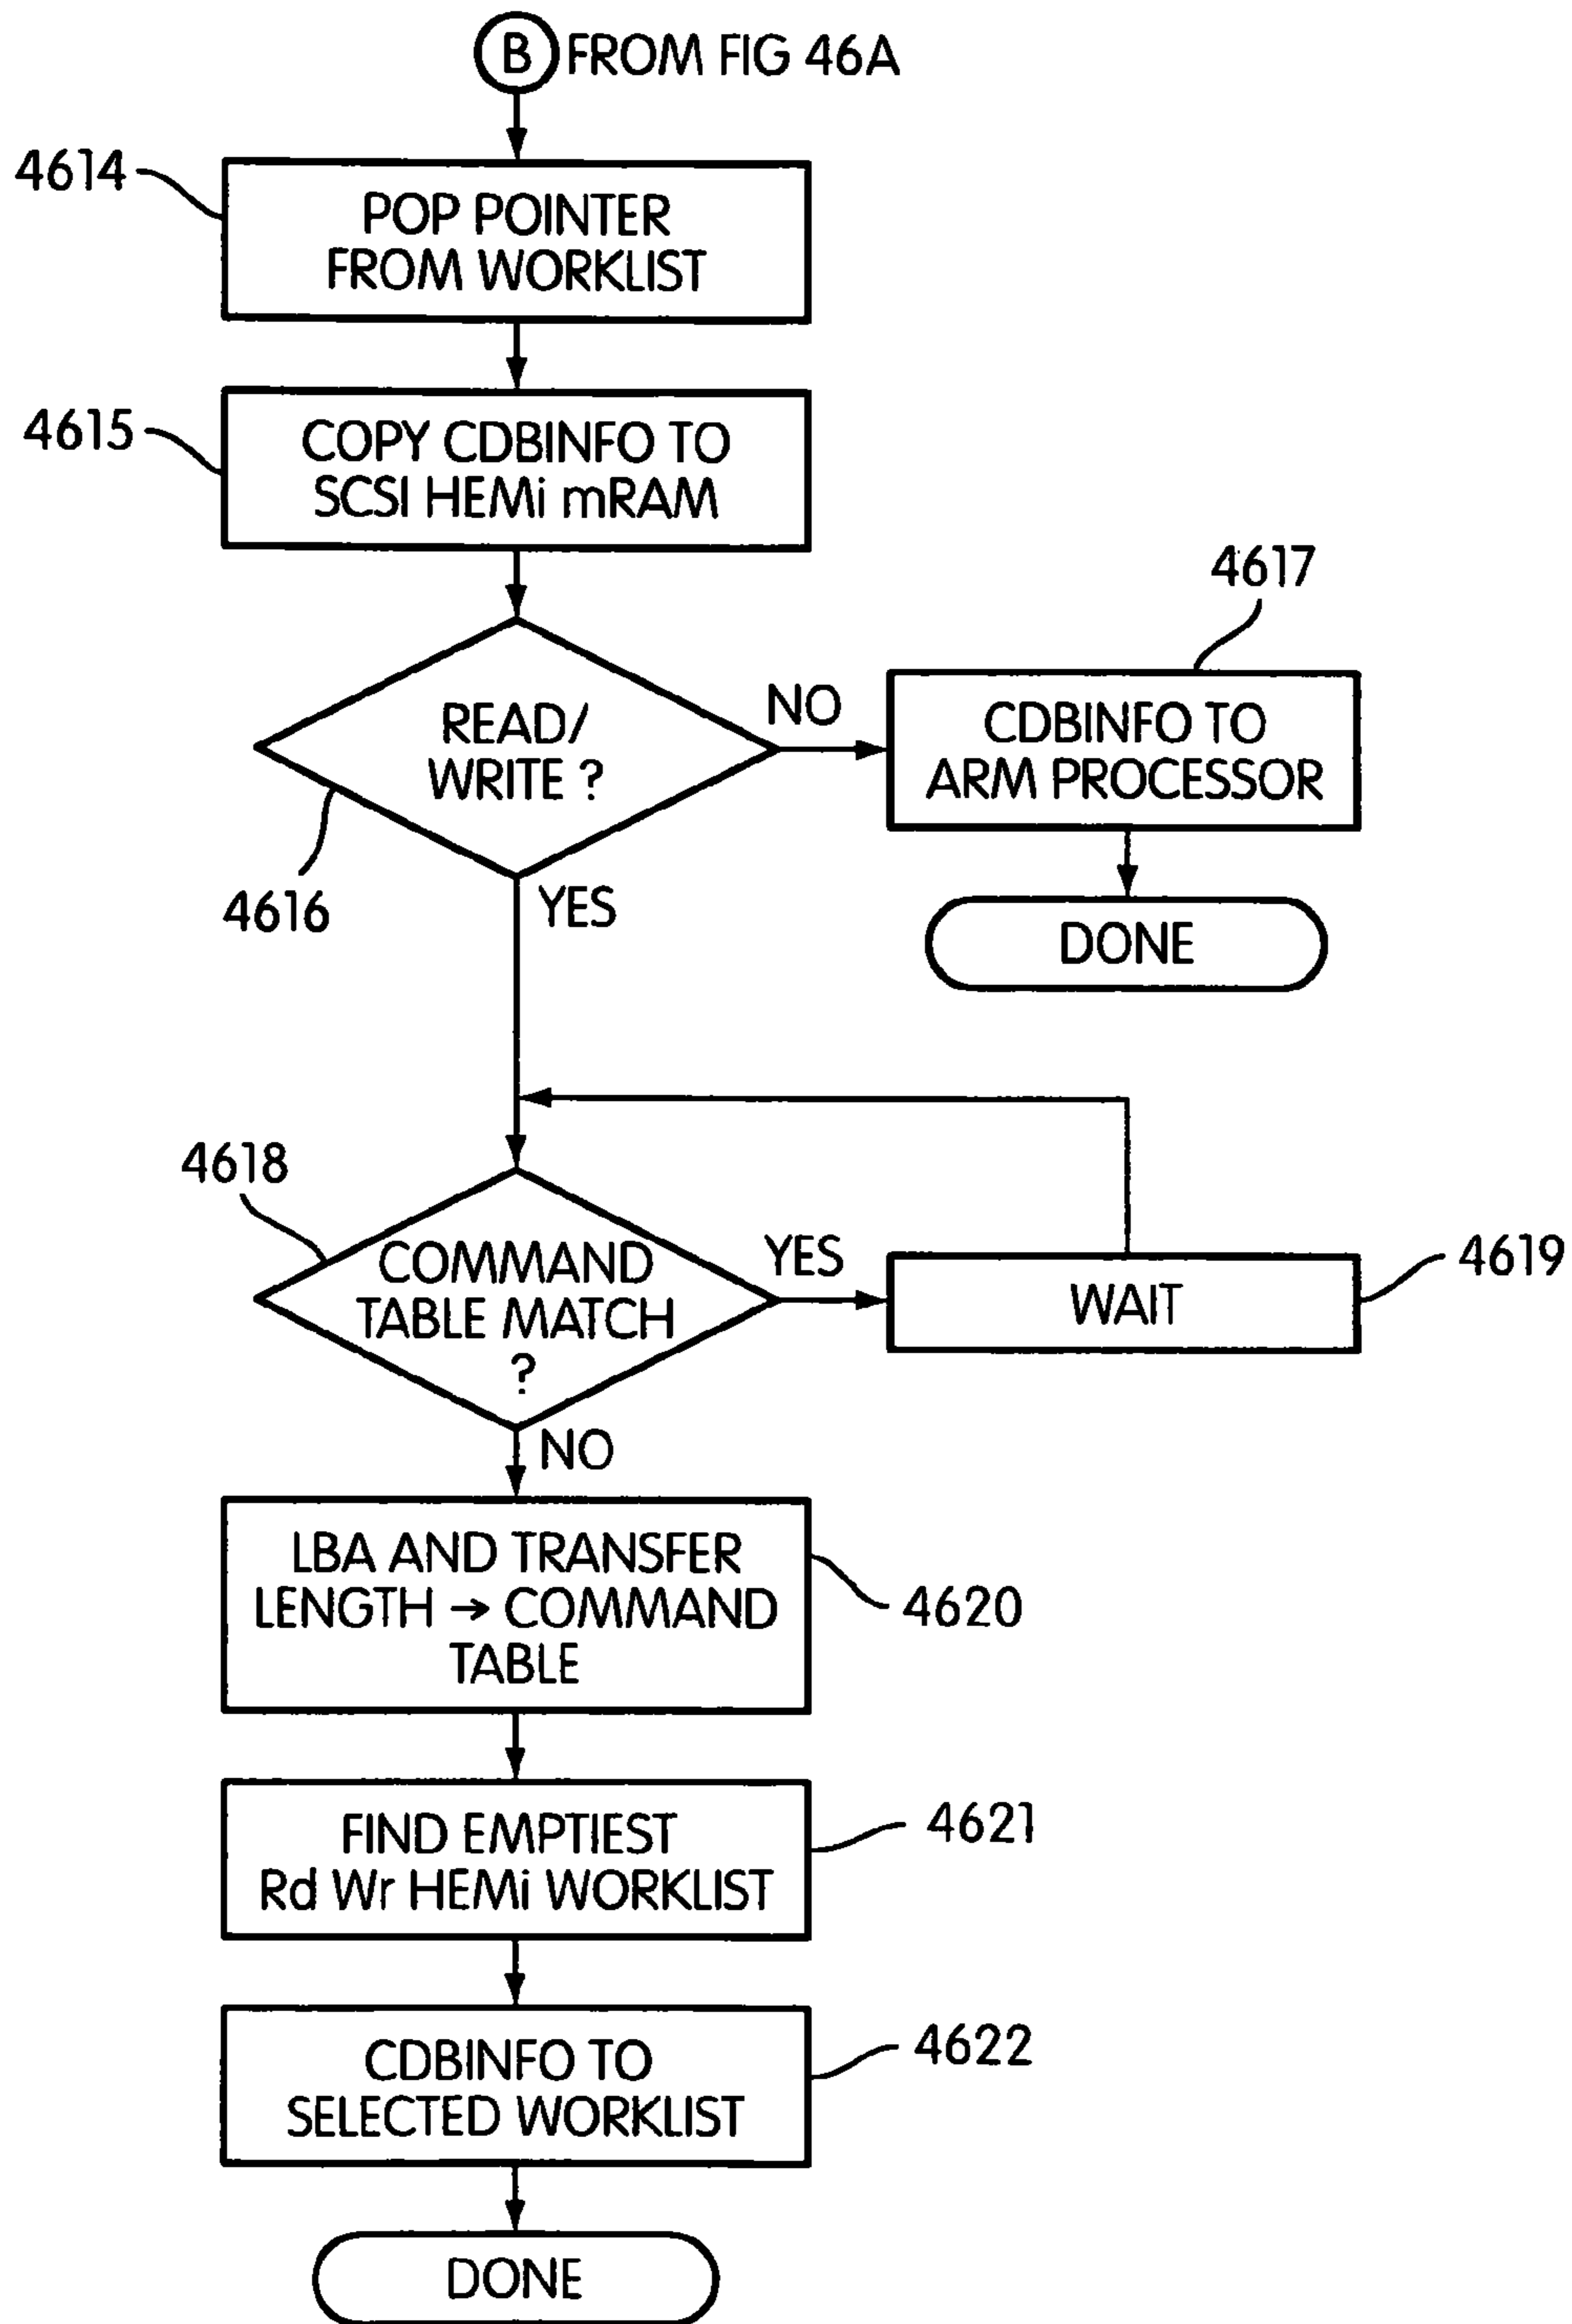 B FROM FIG 46A
4614
POP POINTER
FROM WORKLIST
4615
COPY CDBINFO TO
SCSI HEMi mRAM
4617
READ/
WRITE ?
NO
CDBINFO TO
ARM PROCESSOR
4616
YES
DONE
4618
COMMAND
TABLE MATCH
?
YES
WAIT
4619
NO
LBA AND TRANSFER
LENGTH → COMMAND
TABLE
4620
FIND EMPTIEST
Rd Wr HEMi WORKLIST
4621
CDBINFO TO
SELECTED WORKLIST
4622
DONE